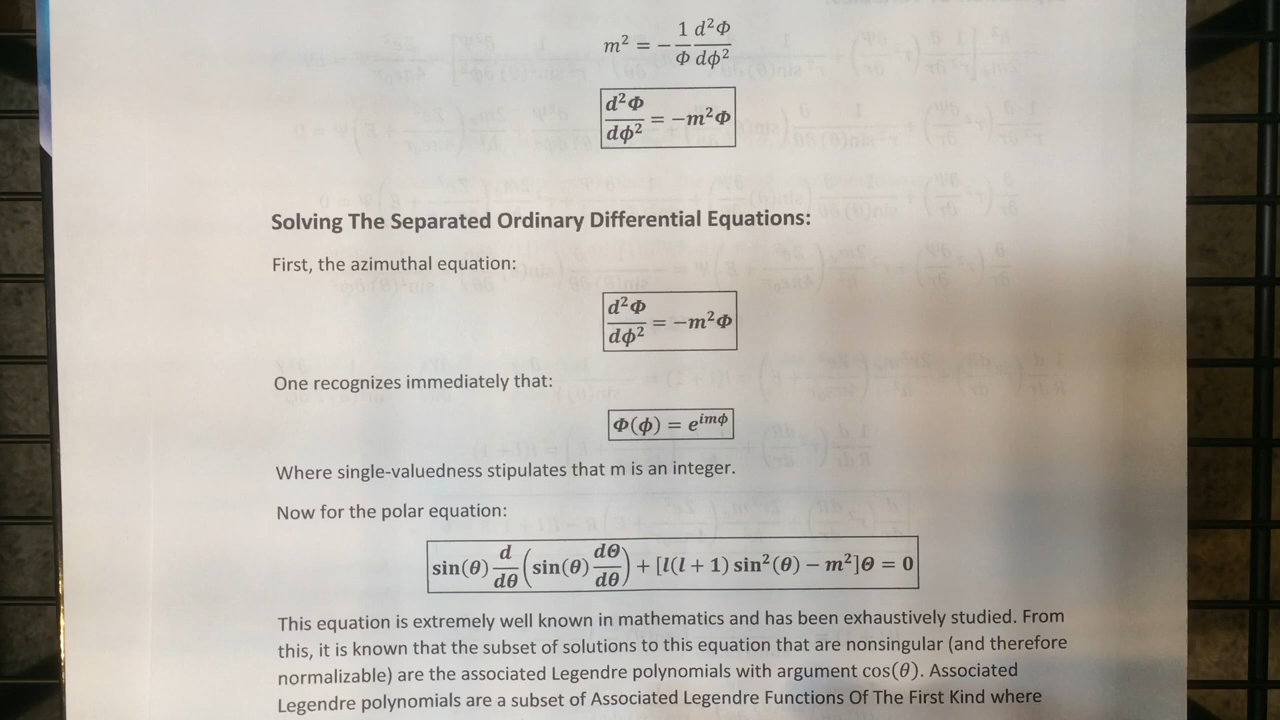 m² = −1/Φ d²Φ/dϕ²
d²Φ/dϕ² = −m²Φ
Solving The Separated Ordinary Differential Equations:
First, the azimuthal equation:
d²Φ/dϕ² = −m²Φ
One recognizes immediately that:
Φ(ϕ) = e^{imϕ}
Where single-valuedness stipulates that m is an integer.
Now for the polar equation:
sin(θ) d/dθ (sin(θ) dΘ/dθ) + [l(l + 1) sin²(θ) − m²]Θ = 0
This equation is extremely well known in mathematics and has been exhaustively studied. From
this, it is known that the subset of solutions to this equation that are nonsingular (and therefore
normalizable) are the associated Legendre polynomials with argument cos(θ). Associated
Legendre polynomials are a subset of Associated Legendre Functions Of The First Kind where